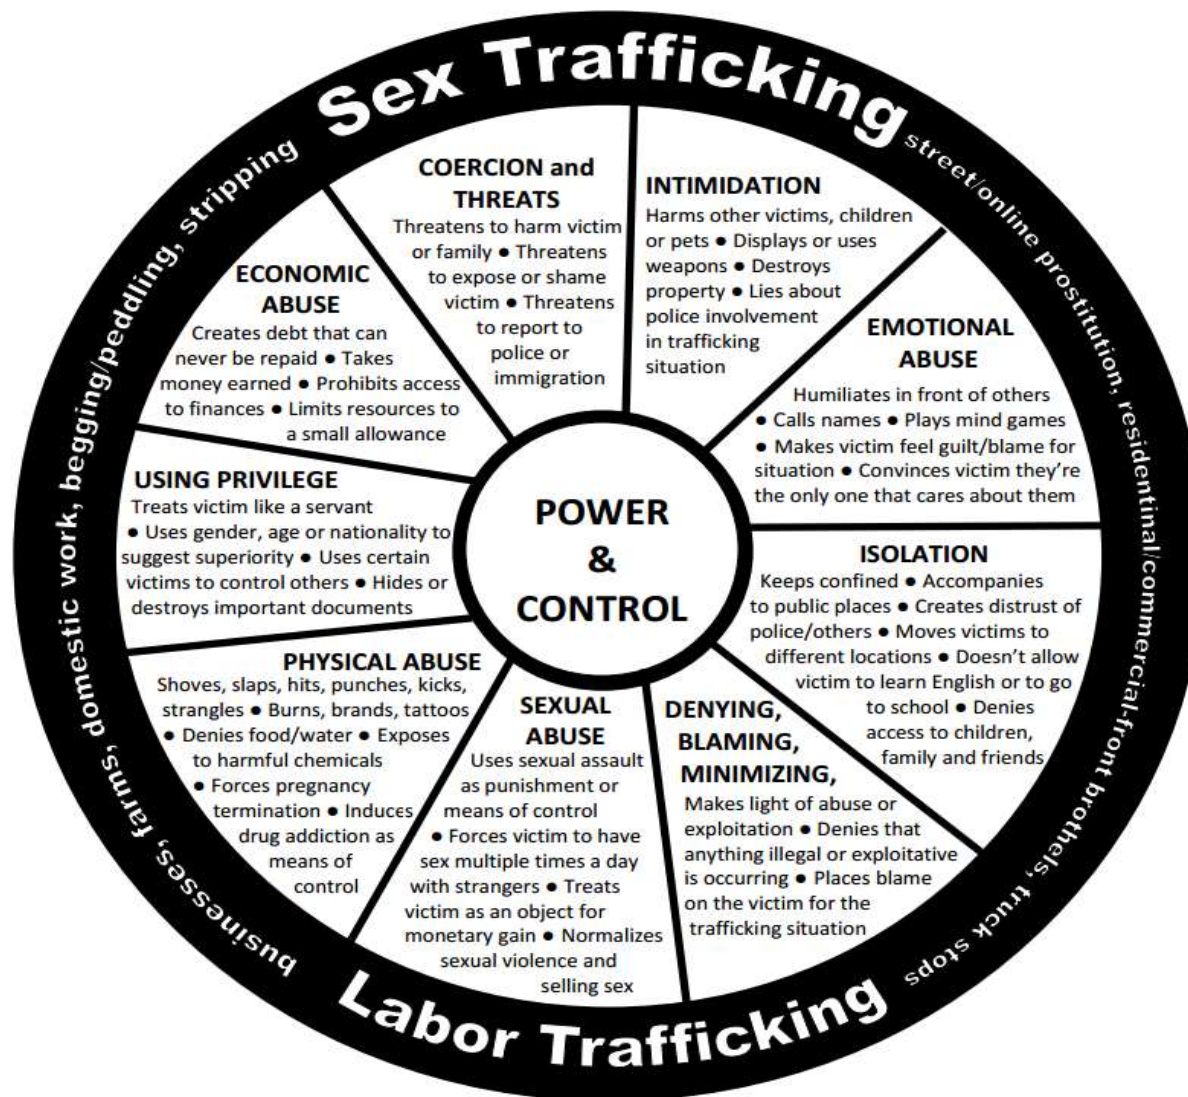 Sex Trafficking
street/online prostitution, residentinal/commercial-front brothels, truck stops
Labor Trafficking
businesses, farms, domestic work, begging/peddling, stripping
POWER
&
CONTROL
COERCION and
THREATS
Threatens to harm victim
or family ● Threatens
to expose or shame
victim ● Threatens
to report to
police or
immigration
INTIMIDATION
Harms other victims, children
or pets ● Displays or uses
weapons ● Destroys
property ● Lies about
police involvement
in trafficking
situation
EMOTIONAL
ABUSE
Humiliates in front of others
● Calls names ● Plays mind games
● Makes victim feel guilt/blame for
situation ● Convinces victim they're
the only one that cares about them
ISOLATION
Keeps confined ● Accompanies
to public places ● Creates distrust of
police/others ● Moves victims to
different locations ● Doesn't allow
victim to learn English or to go
to school ● Denies
access to children,
family and friends
DENYING,
BLAMING,
MINIMIZING,
Makes light of abuse or
exploitation ● Denies that
anything illegal or exploitative
is occurring ● Places blame
on the victim for the
trafficking situation
SEXUAL
ABUSE
Uses sexual assault
as punishment or
means of control
● Forces victim to have
sex multiple times a day
with strangers ● Treats
victim as an object for
monetary gain ● Normalizes
sexual violence and
selling sex
PHYSICAL ABUSE
Shoves, slaps, hits, punches, kicks,
strangles ● Burns, brands, tattoos
● Denies food/water ● Exposes
to harmful chemicals
● Forces pregnancy
termination ● Induces
drug addiction as
means of
control
USING PRIVILEGE
Treats victim like a servant
● Uses gender, age or nationality to
suggest superiority ● Uses certain
victims to control others ● Hides or
destroys important documents
ECONOMIC
ABUSE
Creates debt that can
never be repaid ● Takes
money earned ● Prohibits access
to finances ● Limits resources to
a small allowance